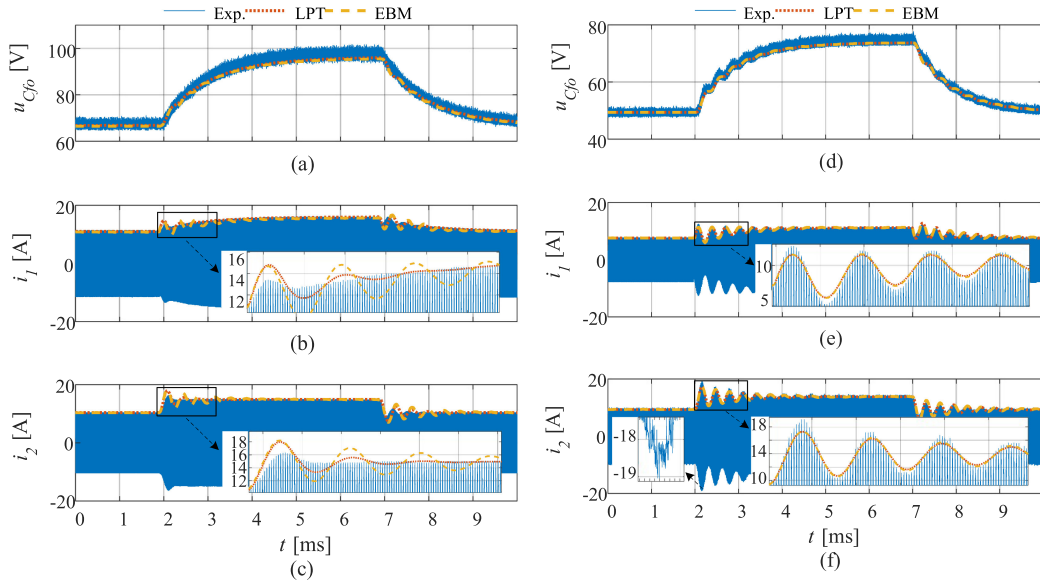 Exp. LPT EBM
u_Cfo [V]
100
80
60
(a)
i_1 [A]
20
0
-20
16
14
12
(b)
i_2 [A]
20
0
-20
18
16
14
12
0 1 2 3 4 5 6 7 8 9
t [ms]
(c)
Exp. LPT EBM
u_Cfo [V]
80
60
40
(d)
i_1 [A]
20
0
-20
10
5
(e)
i_2 [A]
20
0
-20
-18
-19
18
14
10
0 1 2 3 4 5 6 7 8 9
t [ms]
(f)